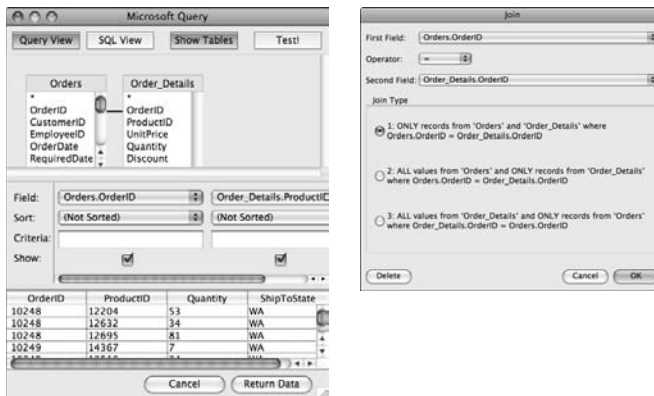 Microsoft Query
Query View SQL View Show Tables Test!
Orders Order_Details
* *
OrderID OrderID
CustomerID ProductID
EmployeeID UnitPrice
OrderDate Quantity
RequiredDate Discount
Field: Orders.OrderID Order_Details.ProductID
Sort: (Not Sorted) (Not Sorted)
Criteria:
Show:
OrderID ProductID Quantity ShipToState
10248 12204 53 WA
10248 12632 34 WA
10248 12695 81 WA
10249 14367 7 WA
Cancel Return Data
Join
First Field: Orders.OrderID
Operator: =
Second Field: Order_Details.OrderID
Join Type
1: ONLY records from 'Orders' and 'Order_Details' where
Orders.OrderID = Order_Details.OrderID
2: ALL values from 'Orders' and ONLY records from 'Order_Details'
where Orders.OrderID = Order_Details.OrderID
3: ALL values from 'Order_Details' and ONLY records from 'Orders'
where Order_Details.OrderID = Orders.OrderID
Delete Cancel OK